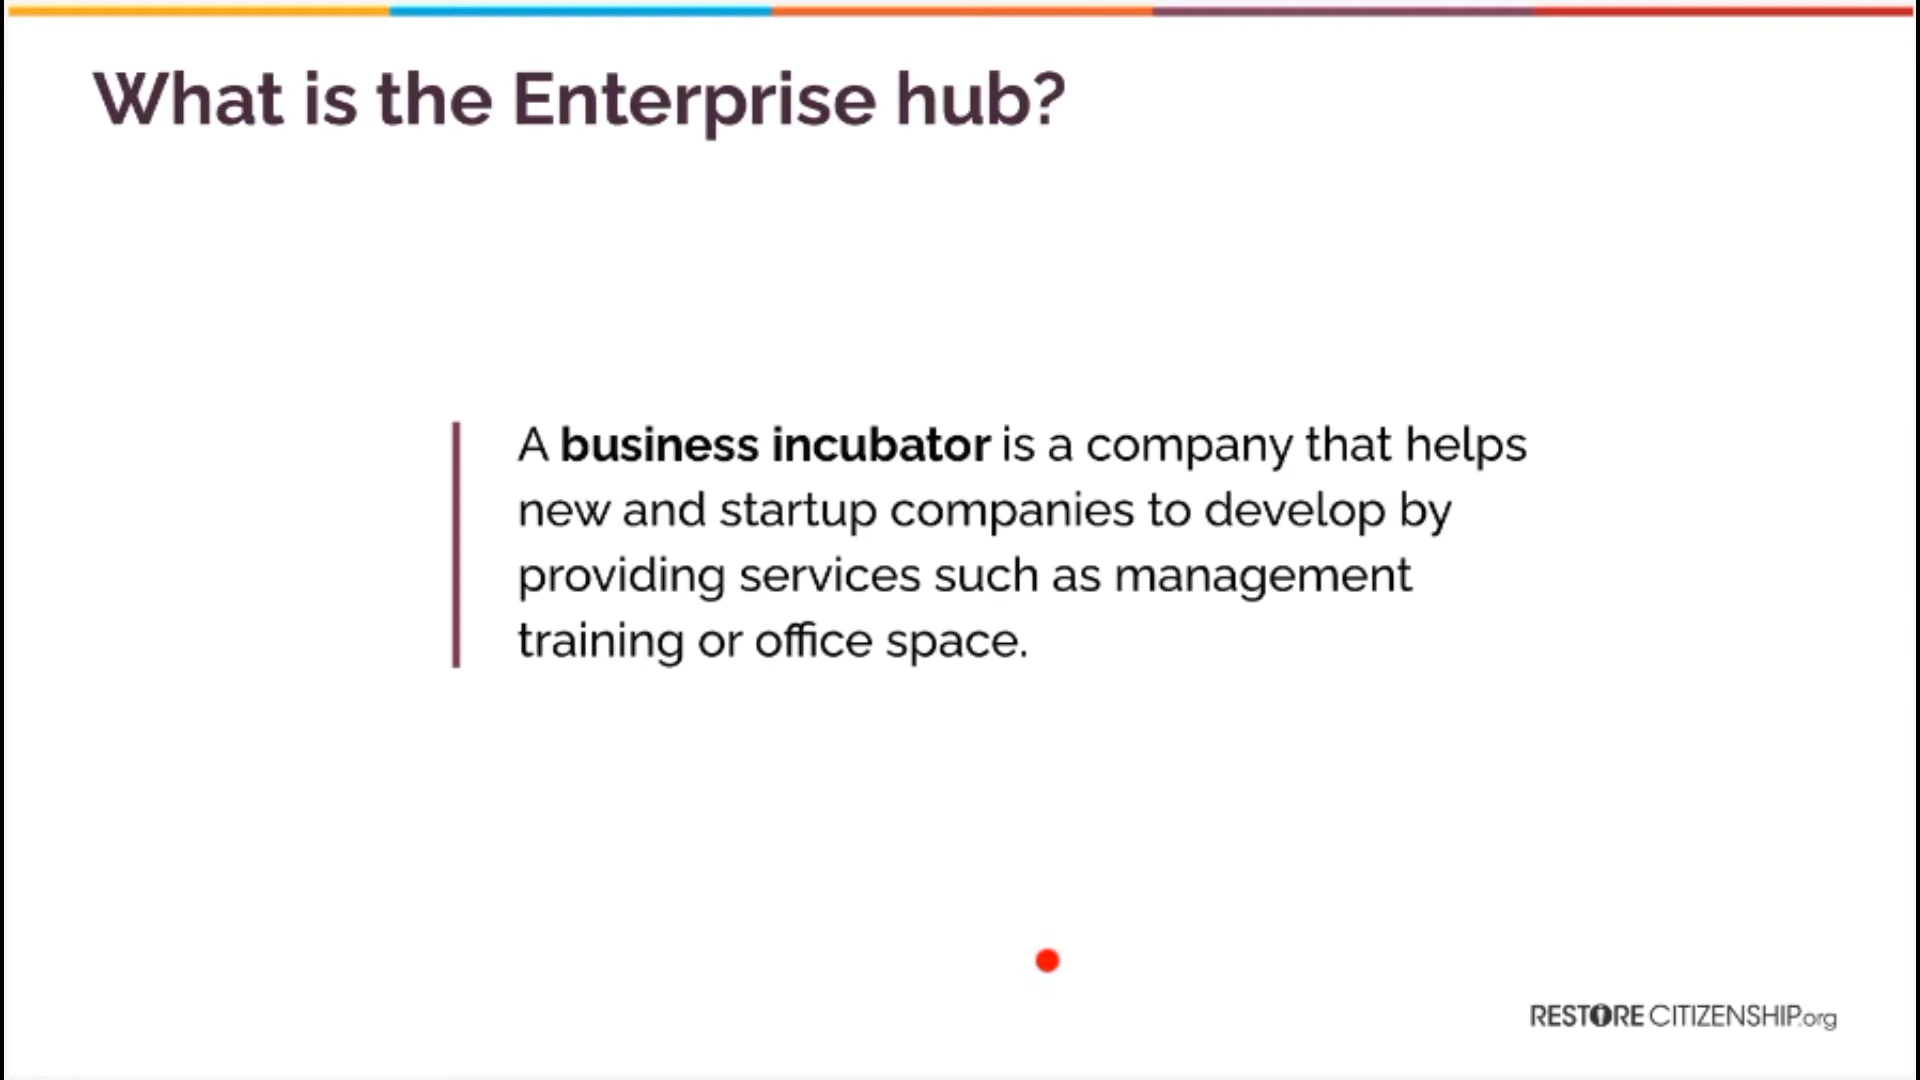 What is the Enterprise hub?
A business incubator is a company that helps
new and startup companies to develop by
providing services such as management
training or office space.
RESTORE CITIZENSHIP.org